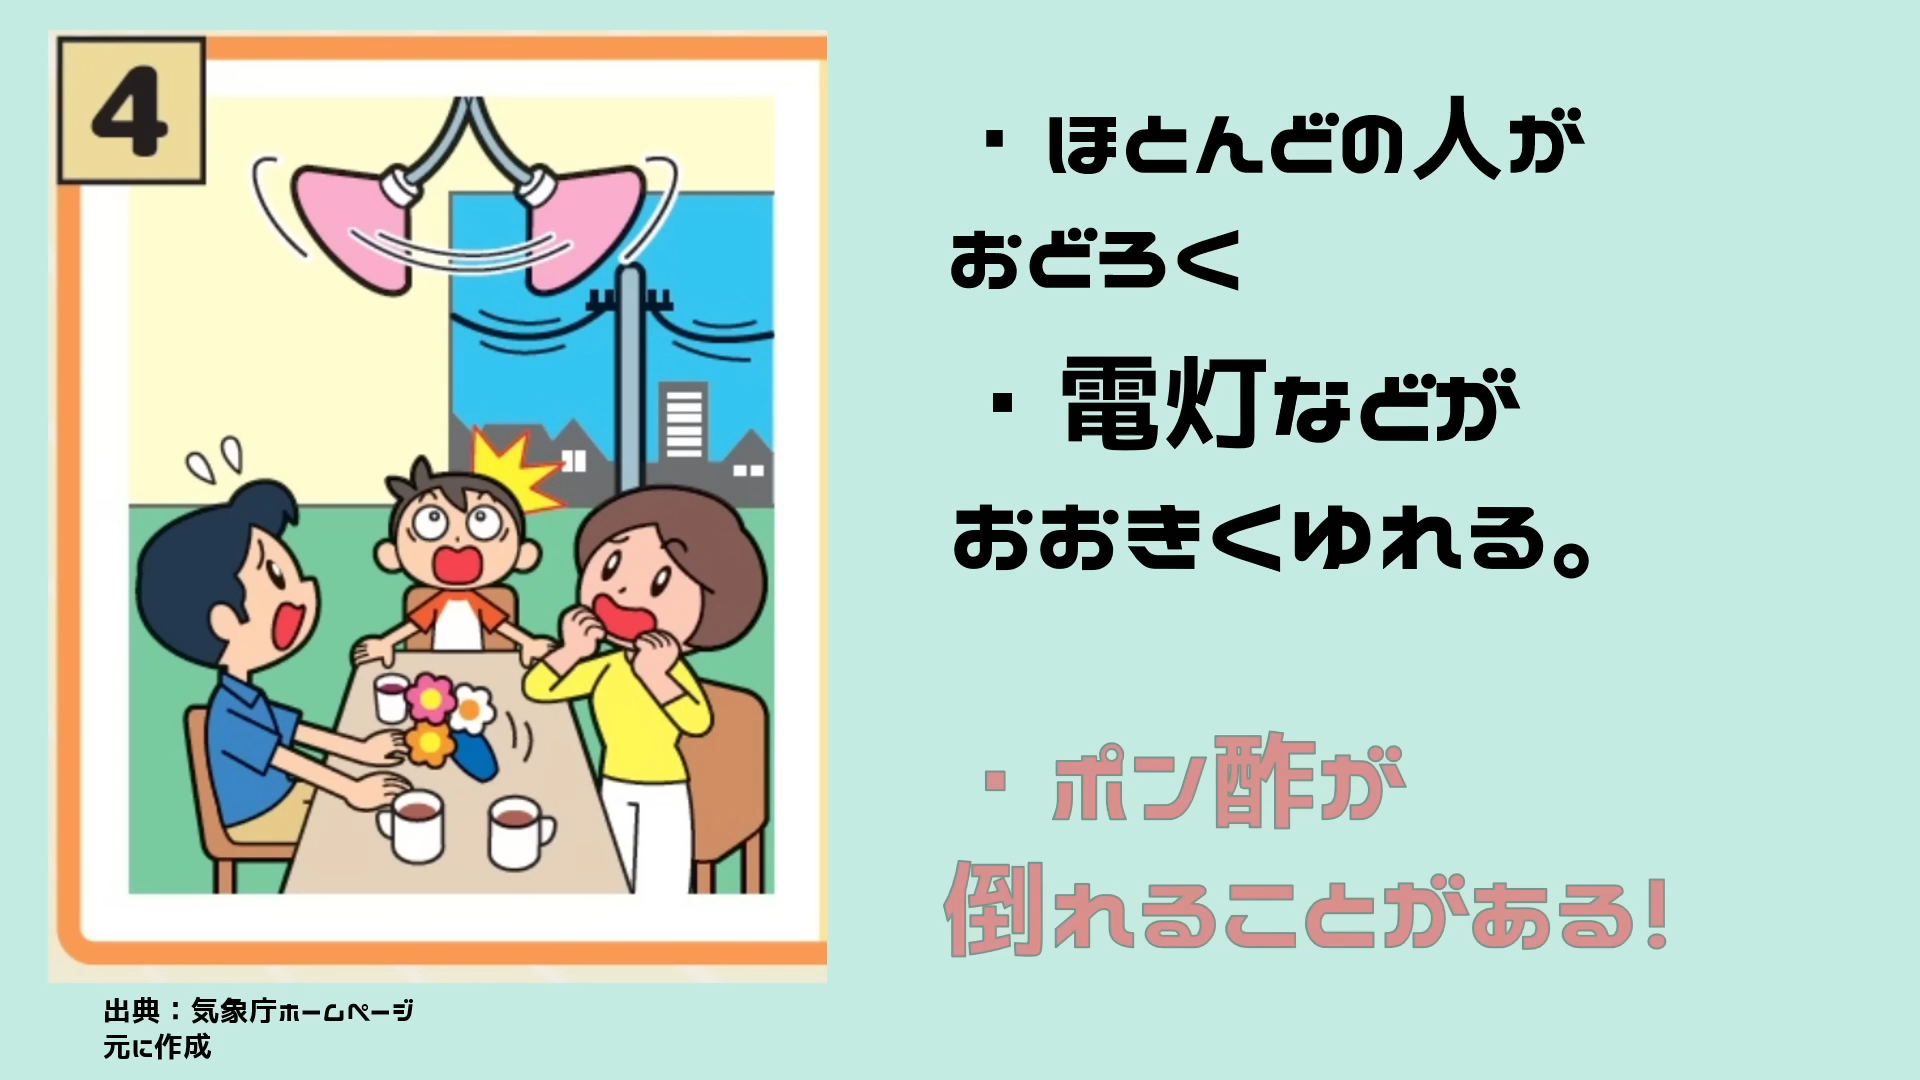 4
・ほとんどの人が
おどろく
・電灯などが
おおきくゆれる。
・ポン酢が
倒れることがある!
出典：気象庁ホームページ
元に作成